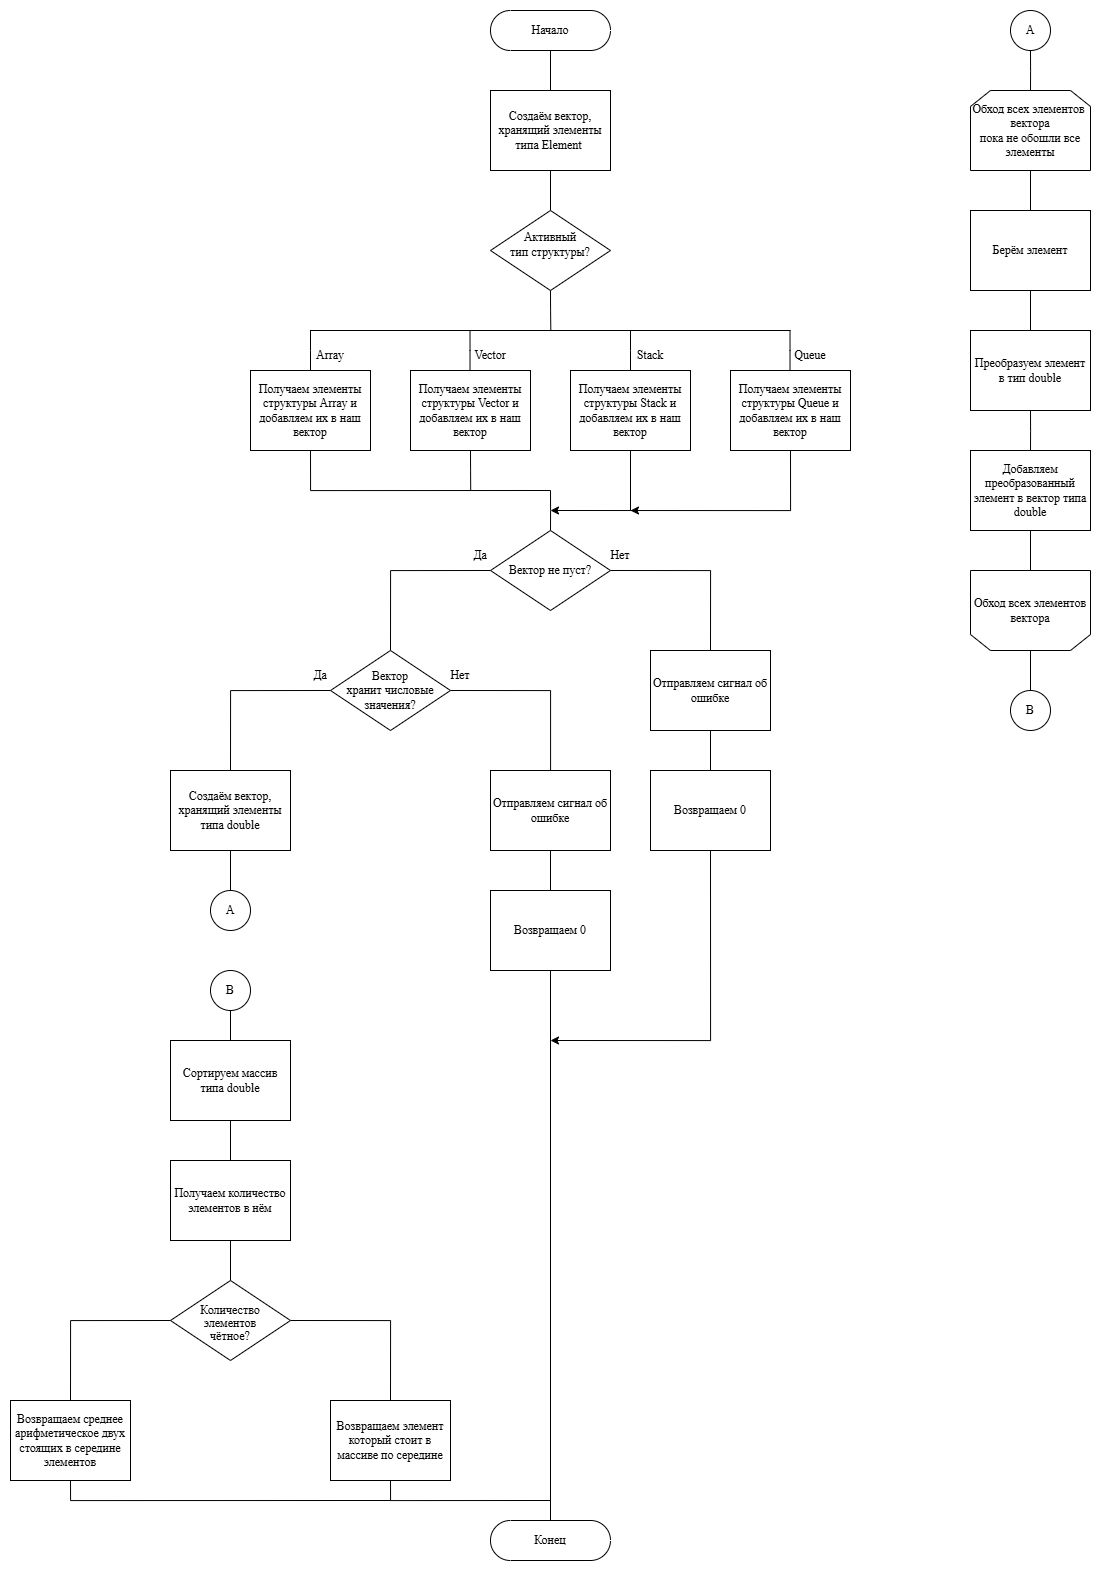 Начало
Создаём вектор,
хранящий элементы
типа Element
Активный
тип структуры?
Array
Vector
Stack
Queue
Получаем элементы
структуры Array и
добавляем их в наш
вектор
Получаем элементы
структуры Vector и
добавляем их в наш
вектор
Получаем элементы
структуры Stack и
добавляем их в наш
вектор
Получаем элементы
структуры Queue и
добавляем их в наш
вектор
Да
Нет
Вектор не пуст?
Да
Нет
Вектор
хранит числовые
значения?
Отправляем сигнал об
ошибке
Создаём вектор,
хранящий элементы
типа double
Отправляем сигнал об
ошибке
Возвращаем 0
A
Возвращаем 0
B
Сортируем массив
типа double
Получаем количество
элементов в нём
Количество
элементов
чётное?
Возвращаем среднее
арифметическое двух
стоящих в середине
элементов
Возвращаем элемент
который стоит в
массиве по середине
Конец
A
Обход всех элементов
вектора
пока не обошли все
элементы
Берём элемент
Преобразуем элемент
в тип double
Добавляем
преобразованный
элемент в вектор типа
double
Обход всех элементов
вектора
B